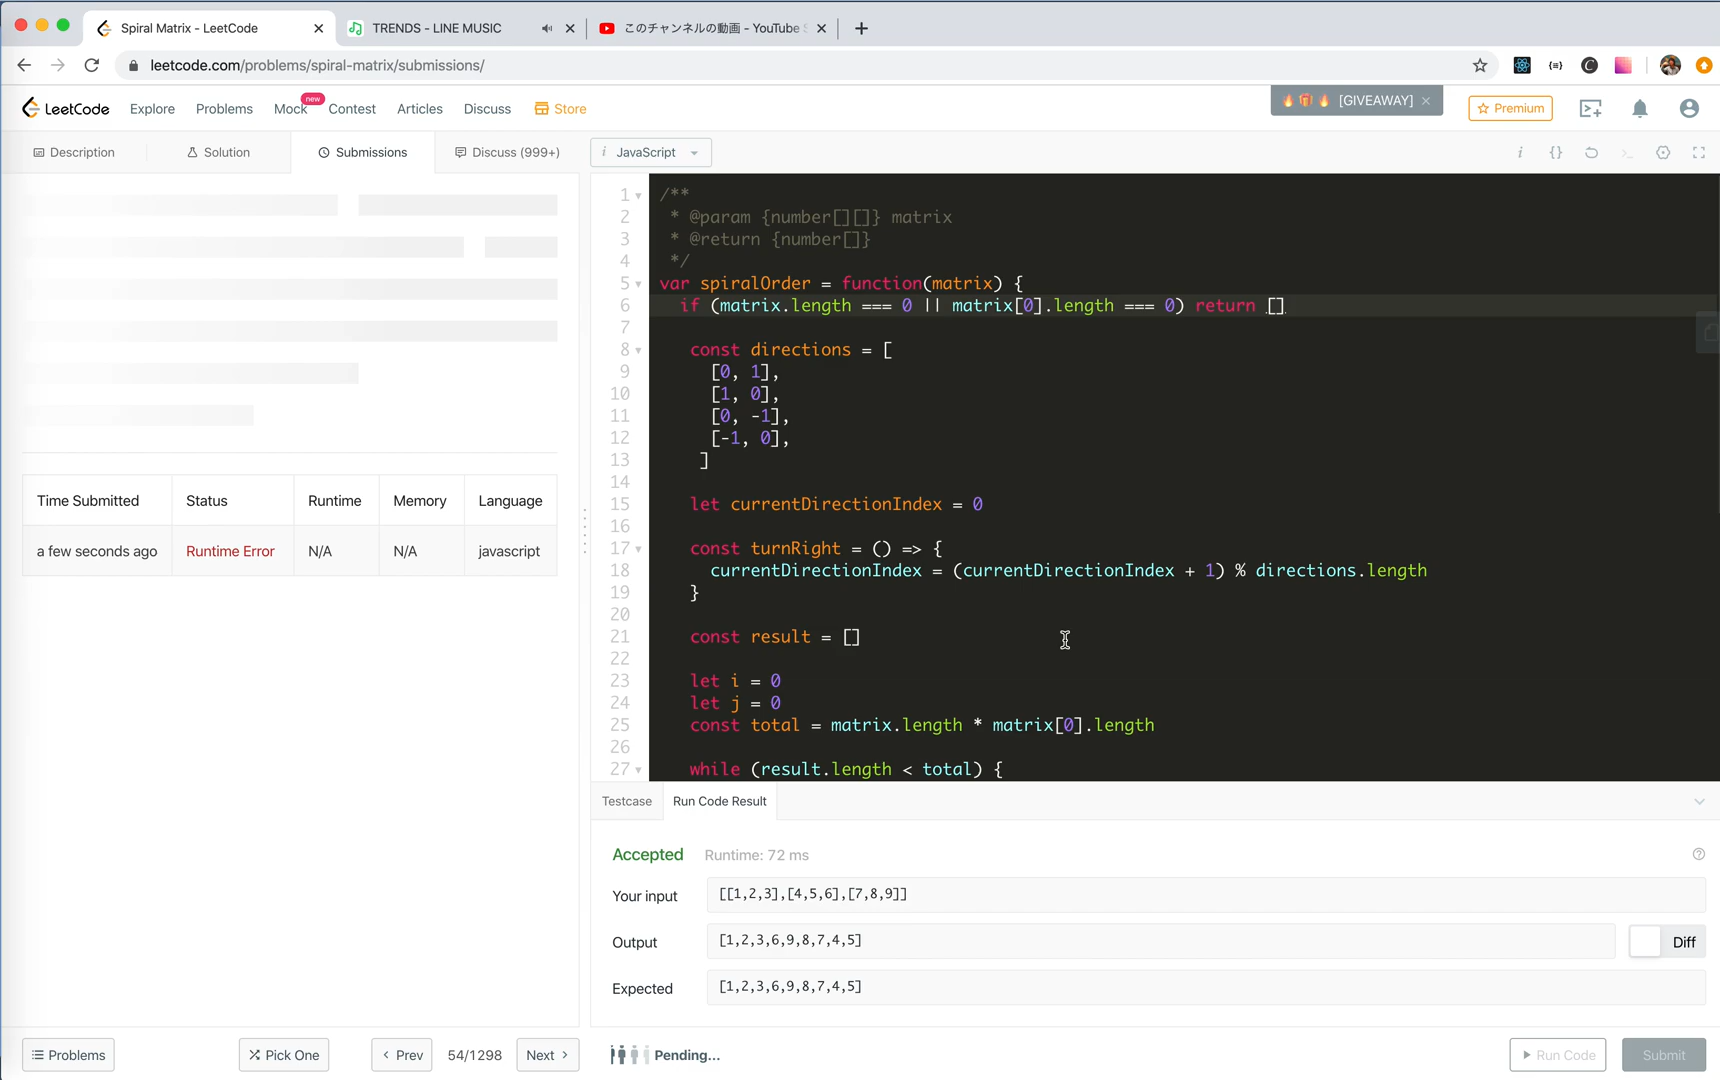 Spiral Matrix - LeetCode
TRENDS - LINE MUSIC
このチャンネルの動画 - YouTube
leetcode.com/problems/spiral-matrix/submissions/
LeetCode
Explore
Problems
Mock
new
Contest
Articles
Discuss
Store
[GIVEAWAY]
Premium
Description
Solution
Submissions
Discuss (999+)
i JavaScript
Time Submitted Status Runtime Memory Language
a few seconds ago Runtime Error N/A N/A javascript
1 /**
2 * @param {number[][]} matrix
3 * @return {number[]}
4 */
5 var spiralOrder = function(matrix) {
6 if (matrix.length === 0 || matrix[0].length === 0) return []
7
8 const directions = [
9 [0, 1],
10 [1, 0],
11 [0, -1],
12 [-1, 0],
13 ]
14
15 let currentDirectionIndex = 0
16
17 const turnRight = () => {
18 currentDirectionIndex = (currentDirectionIndex + 1) % directions.length
19 }
20
21 const result = []
22
23 let i = 0
24 let j = 0
25 const total = matrix.length * matrix[0].length
26
27 while (result.length < total) {
Testcase
Run Code Result
Accepted Runtime: 72 ms
Your input [[1,2,3],[4,5,6],[7,8,9]]
Output [1,2,3,6,9,8,7,4,5]
Diff
Expected [1,2,3,6,9,8,7,4,5]
Problems
Pick One
Prev
54/1298
Next
Pending...
Run Code
Submit